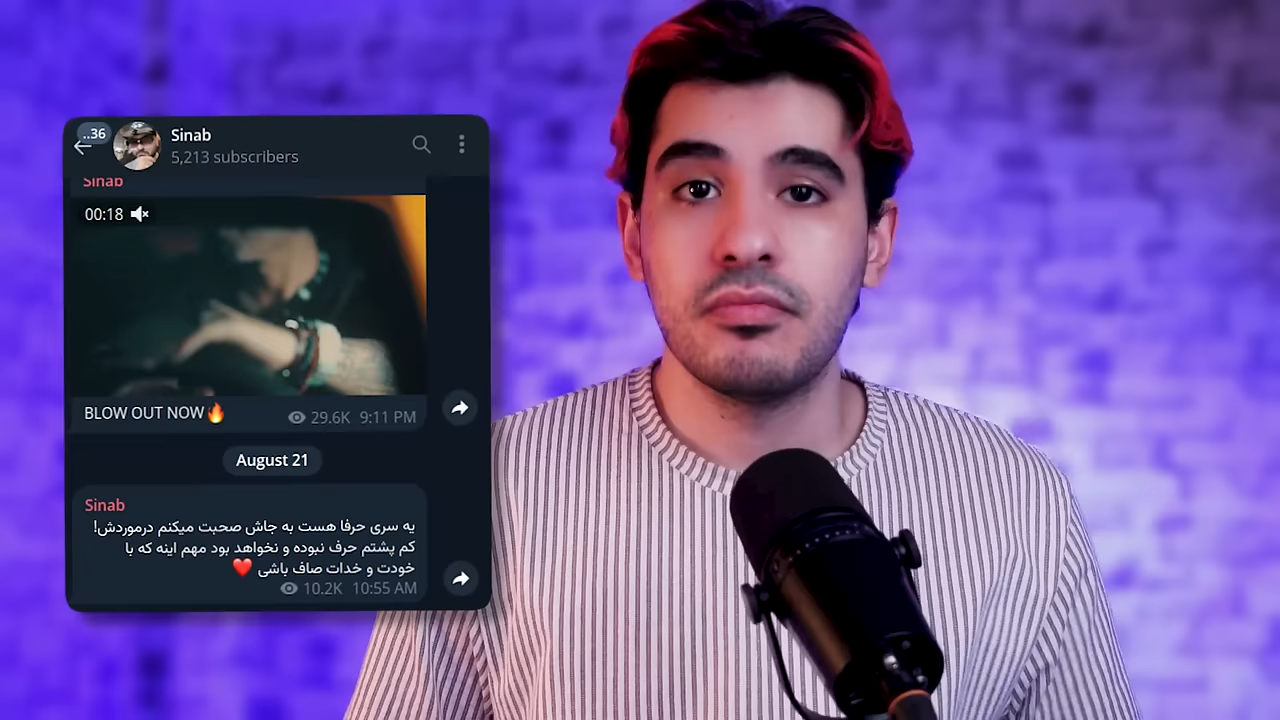 ..36
Sinab
5,213 subscribers
Sinab
00:18
BLOW OUT NOW🔥
29.6K 9:11 PM
August 21
Sinab
یه سری حرفا هست به جاش صحبت میکنم درموردش!
کم پشتم حرف نبوده و نخواهد بود مهم اینه که با
خودت و خدات صاف باشی ❤️
10.2K 10:55 AM